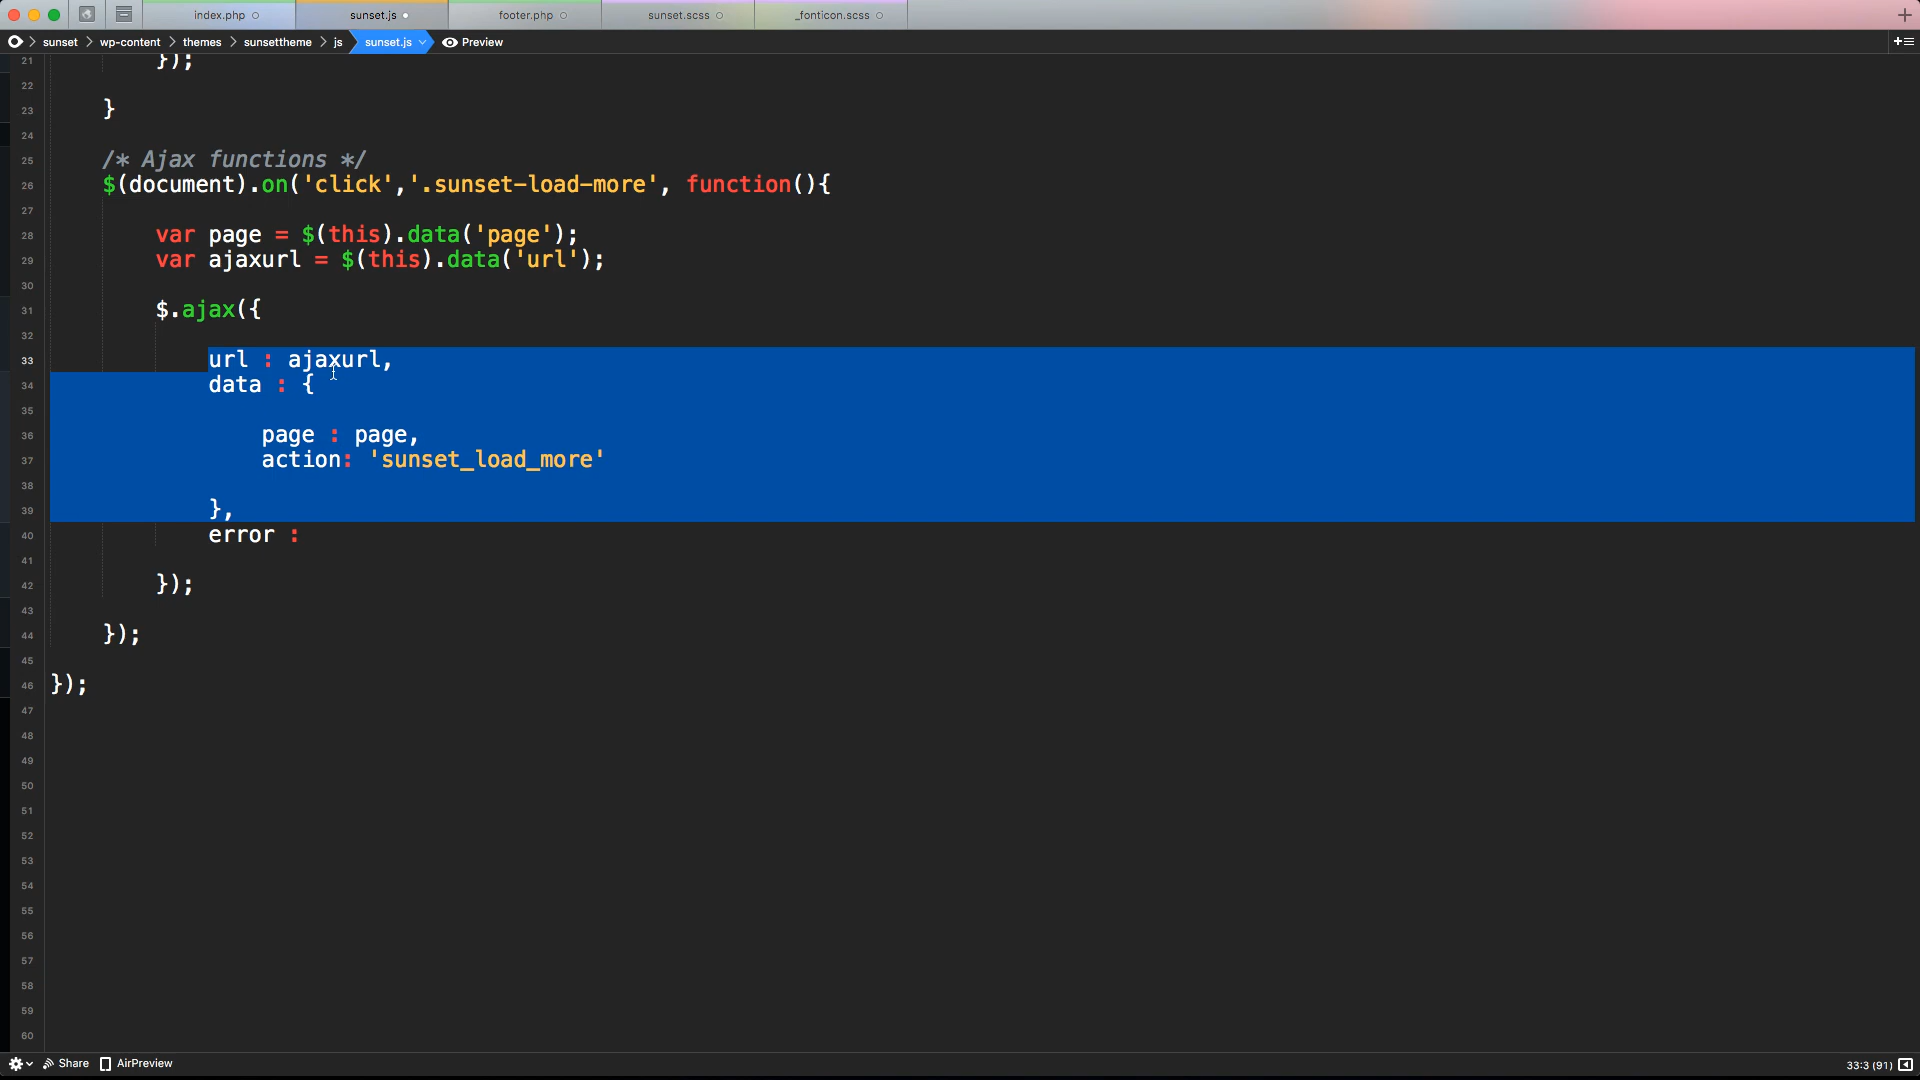 index.php
sunset.js
footer.php
sunset.scss
_fonticon.scss
sunset > wp-content > themes > sunsettheme > js
sunset.js
Preview
21 });
22
23 }
24
25 /* Ajax functions */
26 $(document).on('click','.sunset-load-more', function(){
27
28 var page = $(this).data('page');
29 var ajaxurl = $(this).data('url');
30
31 $.ajax({
32
33 url : ajaxurl,
34 data : {
35
36 page : page,
37 action: 'sunset_load_more'
38
39 },
40 error :
41
42 });
43
44 });
45
46 });
47
48
49
50
51
52
53
54
55
56
57
58
59
60
Share
AirPreview
33:3 (91)